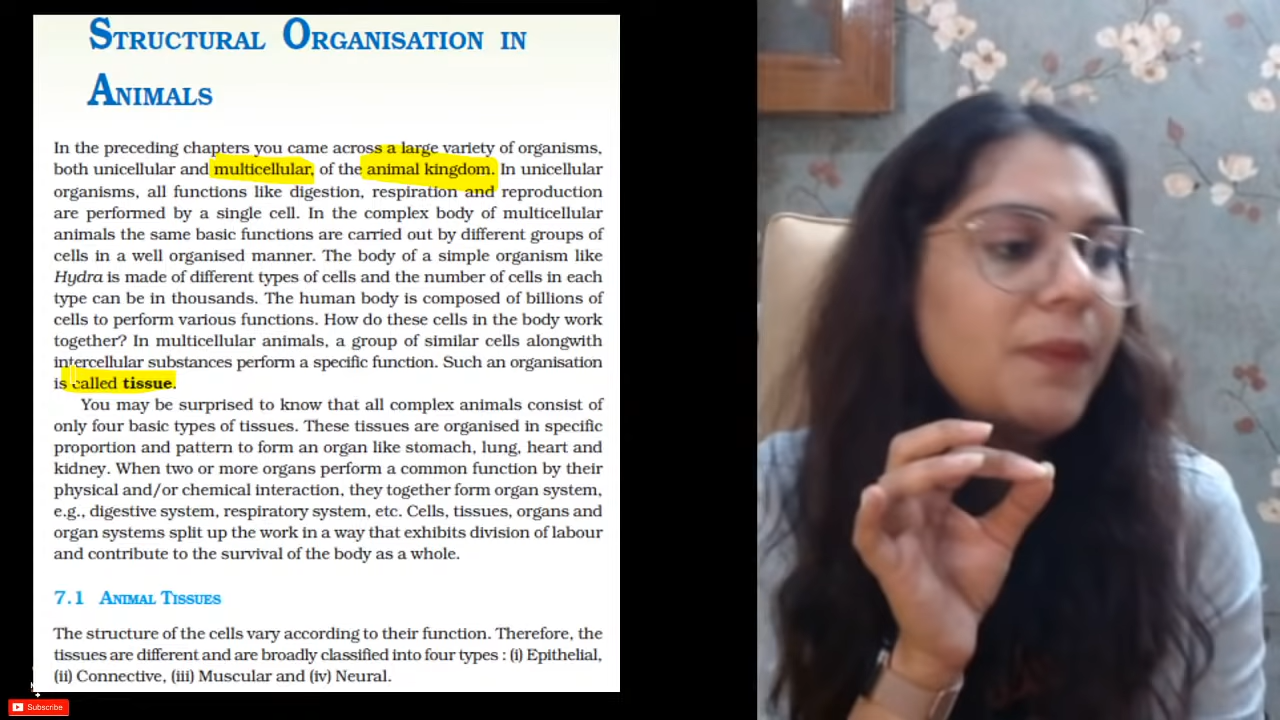 STRUCTURAL ORGANISATION IN
ANIMALS
In the preceding chapters you came across a large variety of organisms,
both unicellular and multicellular, of the animal kingdom. In unicellular
organisms, all functions like digestion, respiration and reproduction
are performed by a single cell. In the complex body of multicellular
animals the same basic functions are carried out by different groups of
cells in a well organised manner. The body of a simple organism like
Hydra is made of different types of cells and the number of cells in each
type can be in thousands. The human body is composed of billions of
cells to perform various functions. How do these cells in the body work
together? In multicellular animals, a group of similar cells alongwith
intercellular substances perform a specific function. Such an organisation
is called tissue.
You may be surprised to know that all complex animals consist of
only four basic types of tissues. These tissues are organised in specific
proportion and pattern to form an organ like stomach, lung, heart and
kidney. When two or more organs perform a common function by their
physical and/or chemical interaction, they together form organ system,
e.g., digestive system, respiratory system, etc. Cells, tissues, organs and
organ systems split up the work in a way that exhibits division of labour
and contribute to the survival of the body as a whole.
7.1 ANIMAL TISSUES
The structure of the cells vary according to their function. Therefore, the
tissues are different and are broadly classified into four types : (i) Epithelial,
(ii) Connective, (iii) Muscular and (iv) Neural.
Subscribe